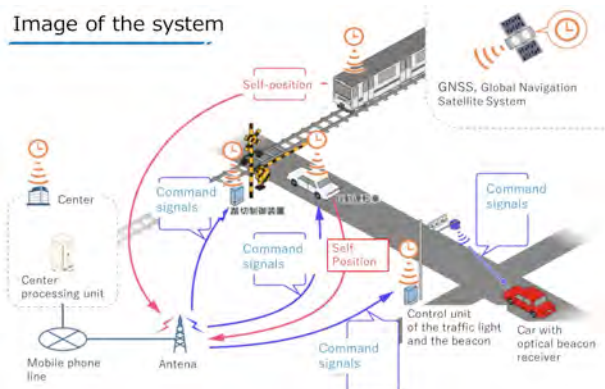 Image of the system
GNSS, Global Navigation
Satellite System
Self-position
Center
Command
signals
踏切制御装置
Command
signals
Command
signals
Self-
Position
Center
processing unit
Control unit
of the traffic light
and the beacon
Car with
optical beacon
receiver
Mobile phone
line
Antena
Command
signals